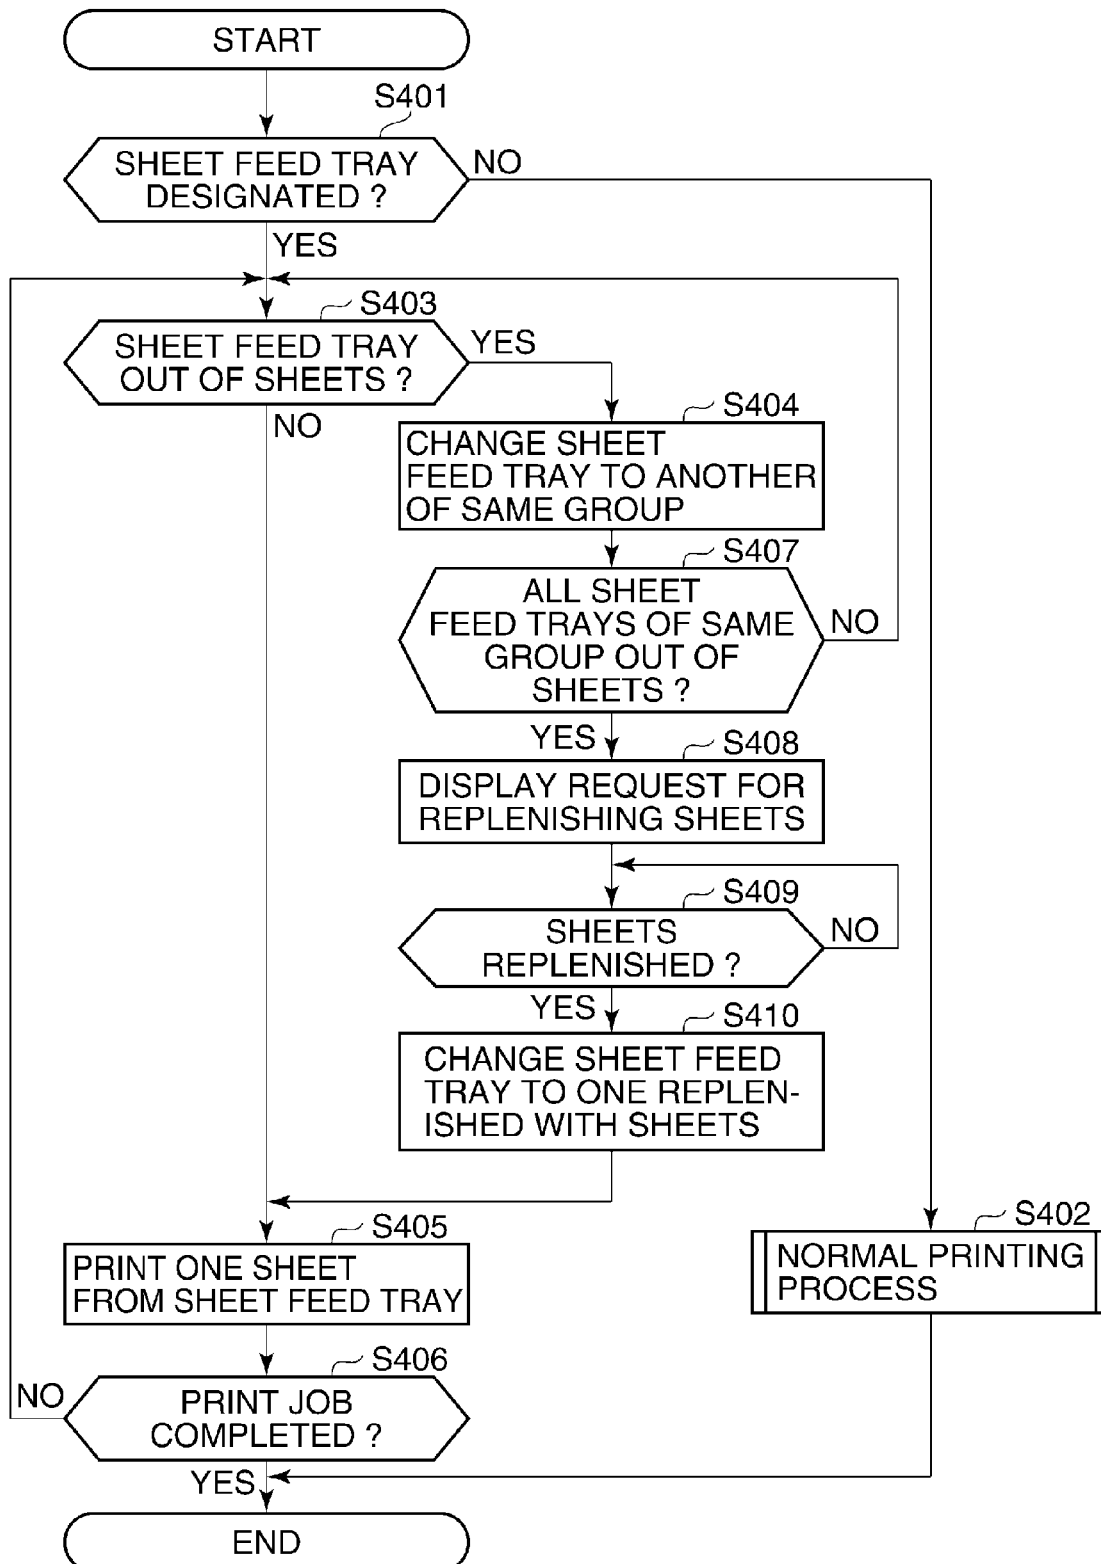 START
S401
SHEET FEED TRAY
DESIGNATED ?
NO
YES
S403
SHEET FEED TRAY
OUT OF SHEETS ?
YES
NO
S404
CHANGE SHEET
FEED TRAY TO ANOTHER
OF SAME GROUP
S407
ALL SHEET
FEED TRAYS OF SAME
GROUP OUT OF
SHEETS ?
NO
YES
S408
DISPLAY REQUEST FOR
REPLENISHING SHEETS
S409
SHEETS
REPLENISHED ?
NO
YES
S410
CHANGE SHEET FEED
TRAY TO ONE REPLEN-
ISHED WITH SHEETS
S405
PRINT ONE SHEET
FROM SHEET FEED TRAY
S402
NORMAL PRINTING
PROCESS
S406
PRINT JOB
COMPLETED ?
NO
YES
END